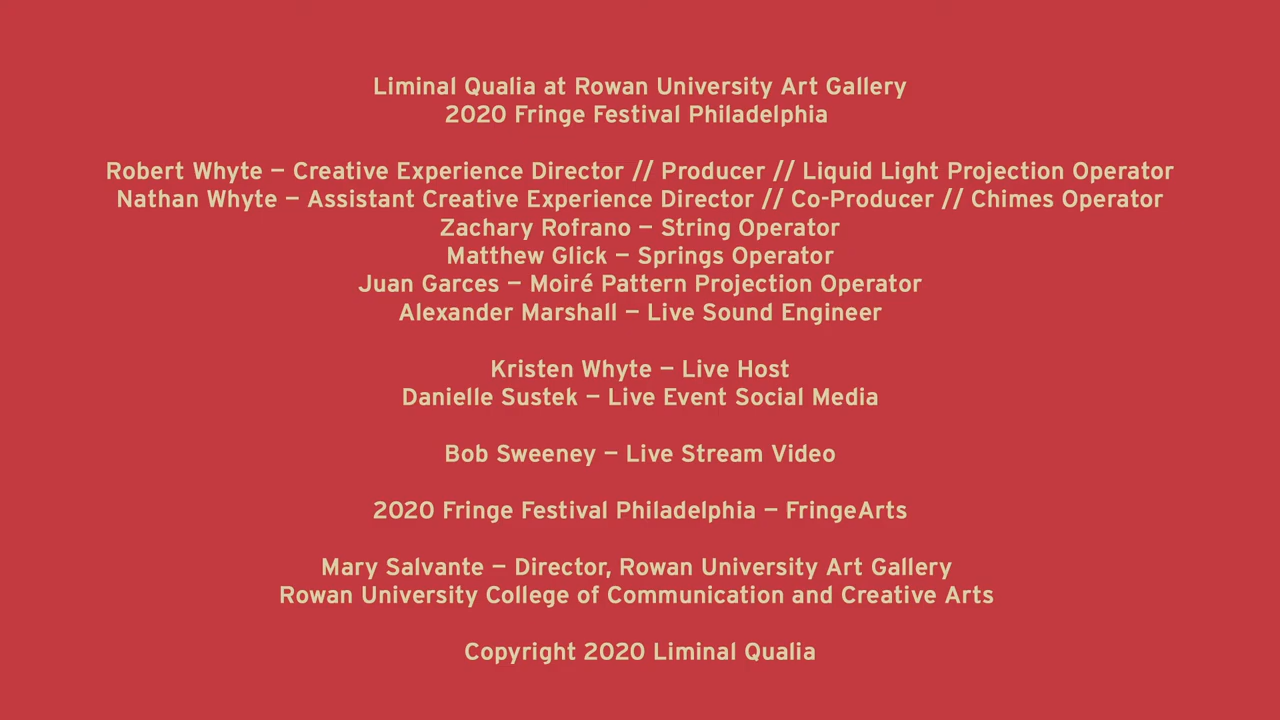 Liminal Qualia at Rowan University Art Gallery
2020 Fringe Festival Philadelphia
Robert Whyte – Creative Experience Director // Producer // Liquid Light Projection Operator
Nathan Whyte – Assistant Creative Experience Director // Co-Producer // Chimes Operator
Zachary Rofrano – String Operator
Matthew Glick – Springs Operator
Juan Garces – Moiré Pattern Projection Operator
Alexander Marshall – Live Sound Engineer
Kristen Whyte – Live Host
Danielle Sustek – Live Event Social Media
Bob Sweeney – Live Stream Video
2020 Fringe Festival Philadelphia – FringeArts
Mary Salvante – Director, Rowan University Art Gallery
Rowan University College of Communication and Creative Arts
Copyright 2020 Liminal Qualia